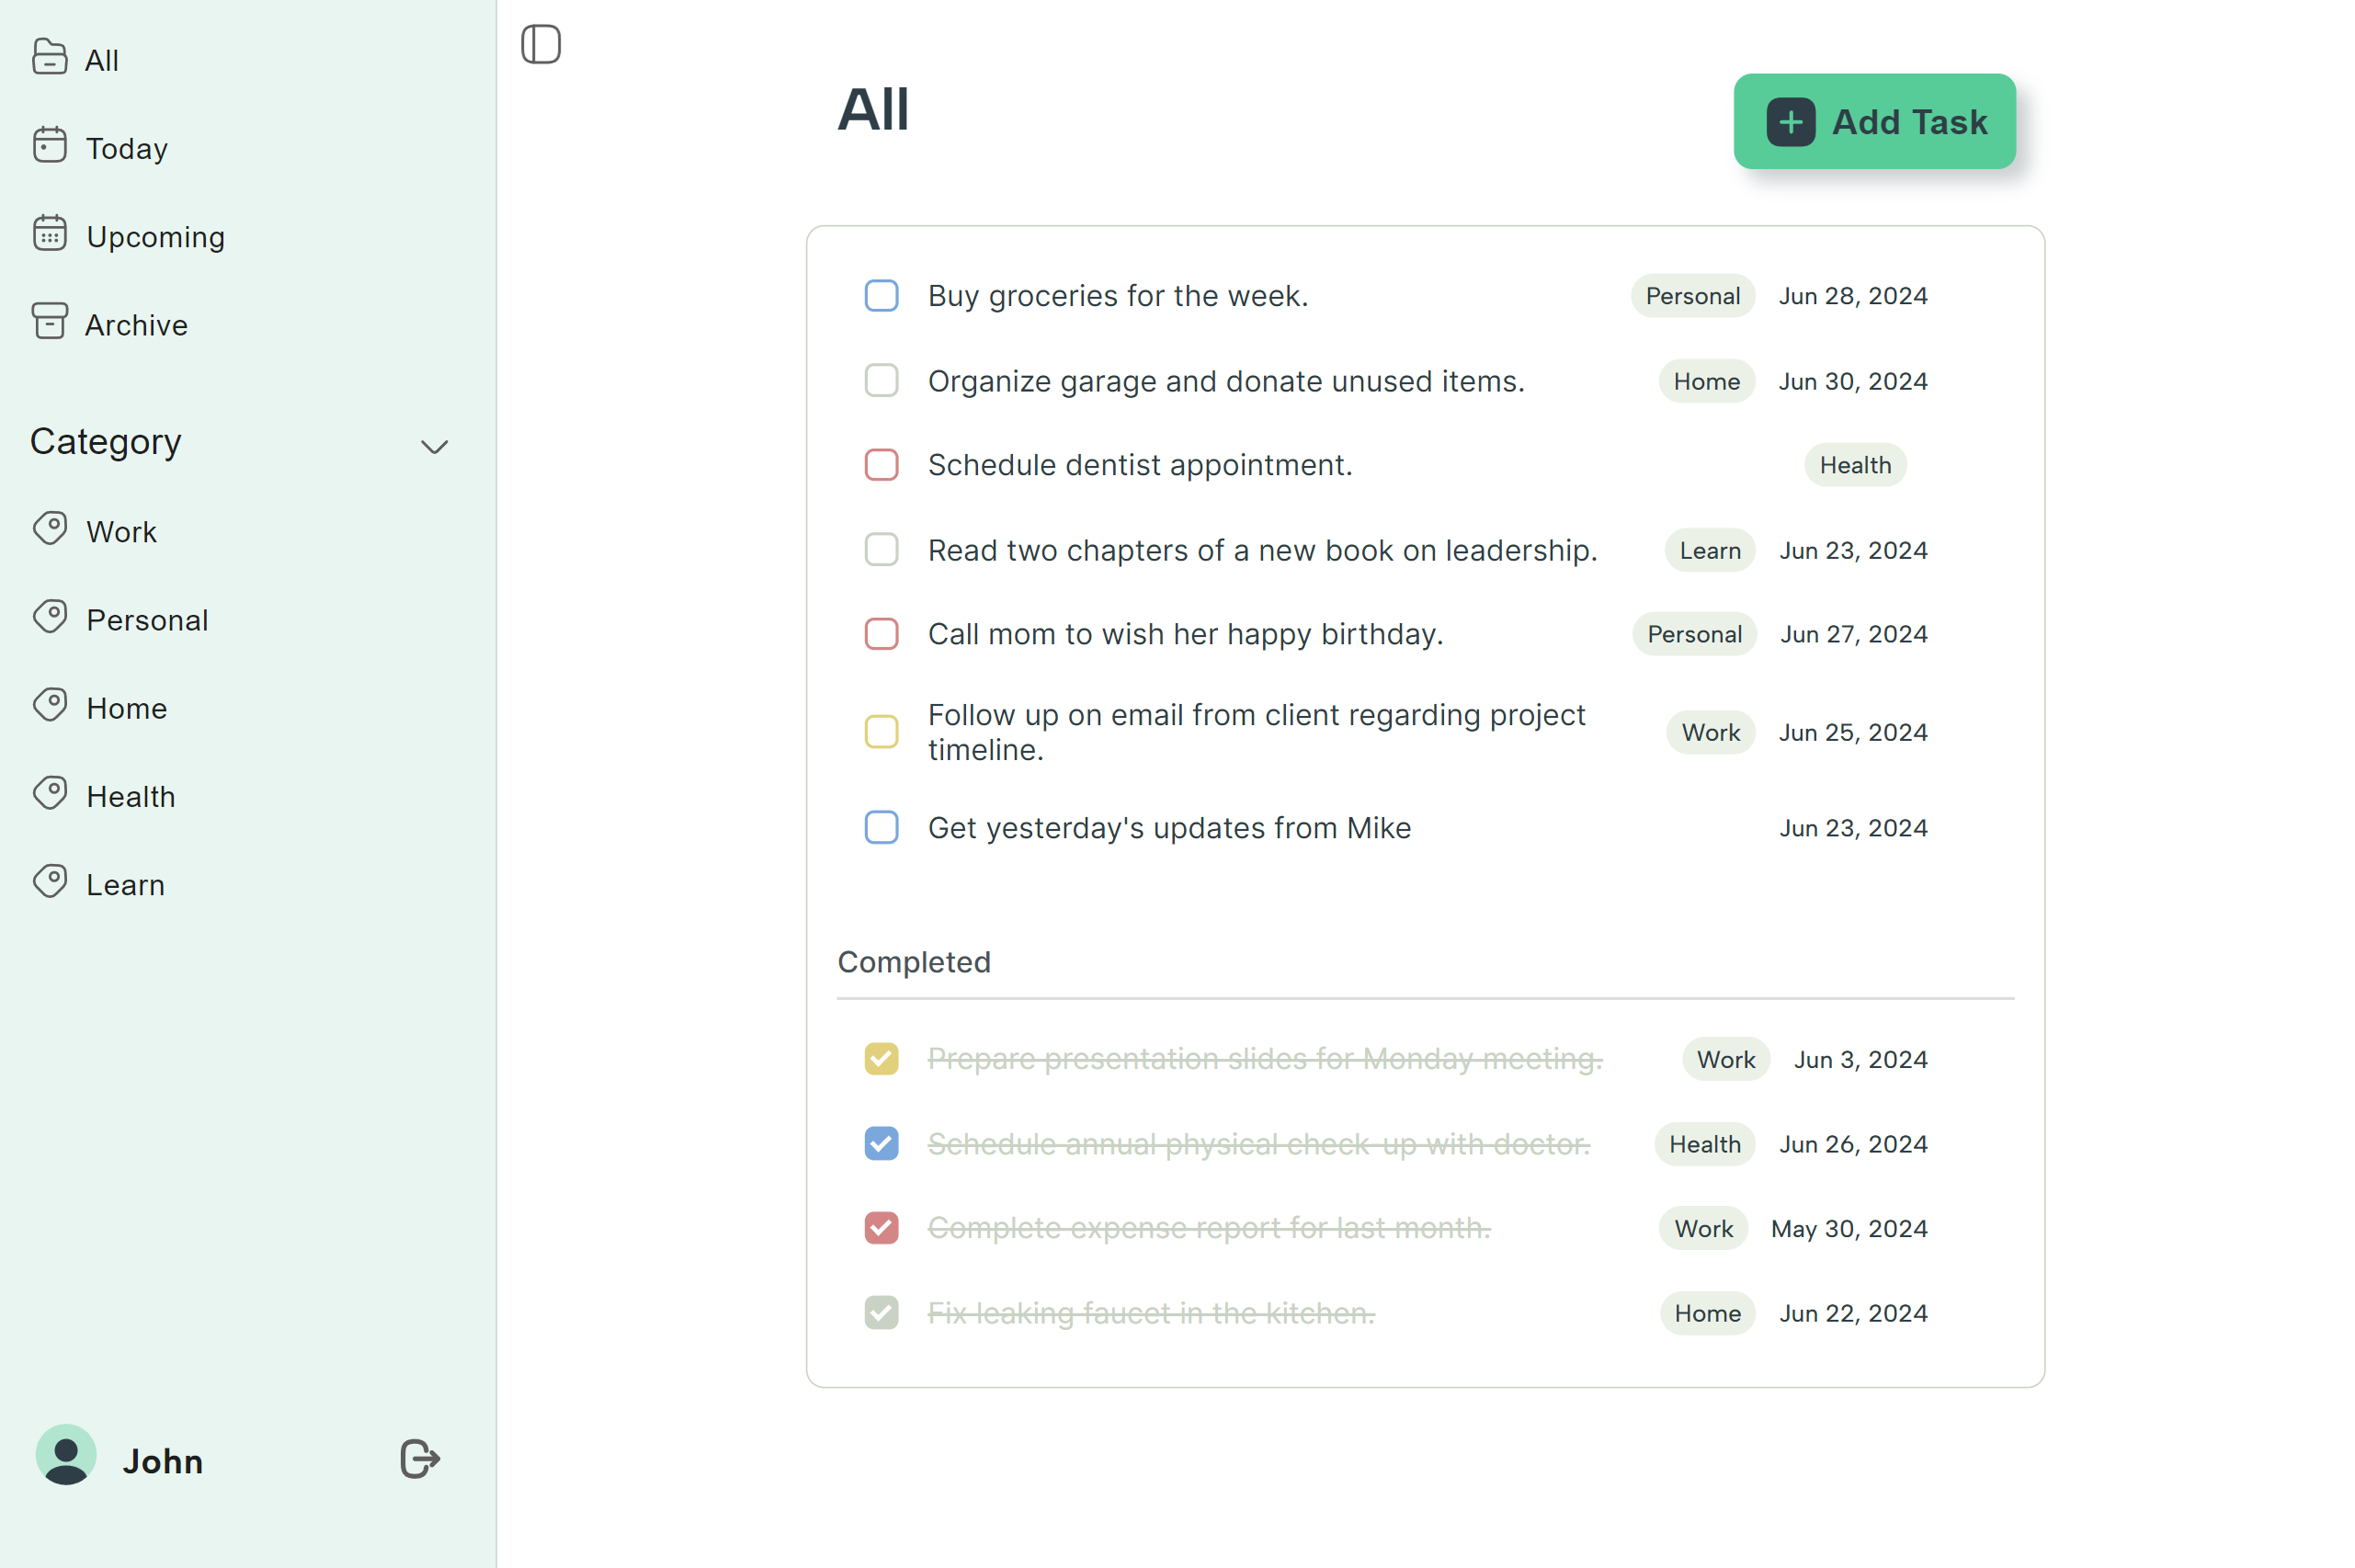 All
Today
Upcoming
Archive
Category
Work
Personal
Home
Health
Learn
John
All
Add Task
Buy groceries for the week. Personal Jun 28, 2024
Organize garage and donate unused items. Home Jun 30, 2024
Schedule dentist appointment. Health
Read two chapters of a new book on leadership. Learn Jun 23, 2024
Call mom to wish her happy birthday. Personal Jun 27, 2024
Follow up on email from client regarding project
timeline. Work Jun 25, 2024
Get yesterday's updates from Mike Jun 23, 2024
Completed
Prepare presentation slides for Monday meeting. Work Jun 3, 2024
Schedule annual physical check-up with doctor. Health Jun 26, 2024
Complete expense report for last month. Work May 30, 2024
Fix leaking faucet in the kitchen. Home Jun 22, 2024